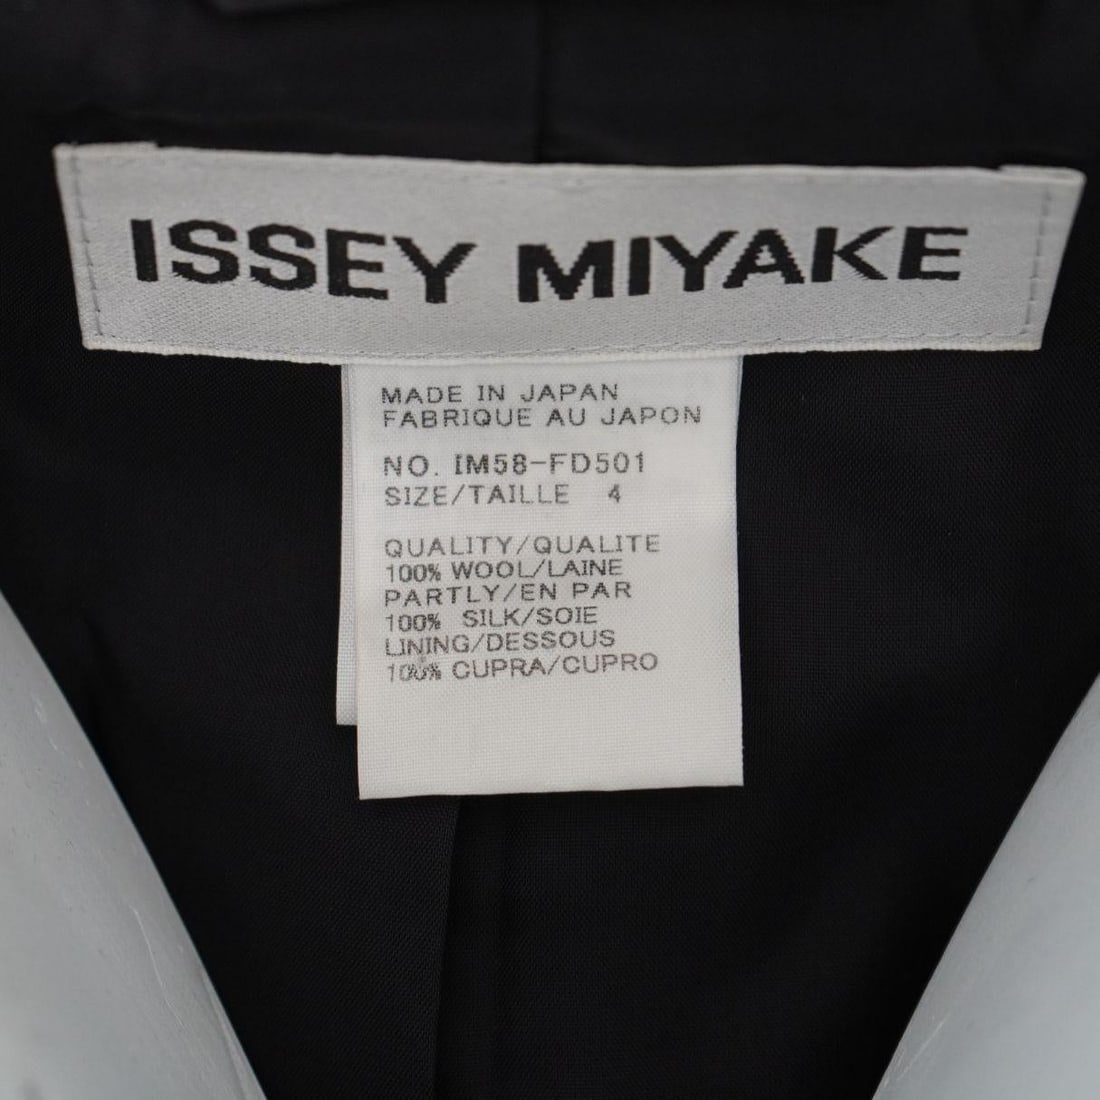 ISSEY MIYAKE
MADE IN JAPAN
FABRIQUE AU JAPON
NO. IM58-FD501
SIZE/TAILLE 4
QUALITY/QUALITE
100% WOOL/LAINE
PARTLY/EN PAR
100% SILK/SOIE
LINING/DESSOUS
100% CUPRA/CUPRO